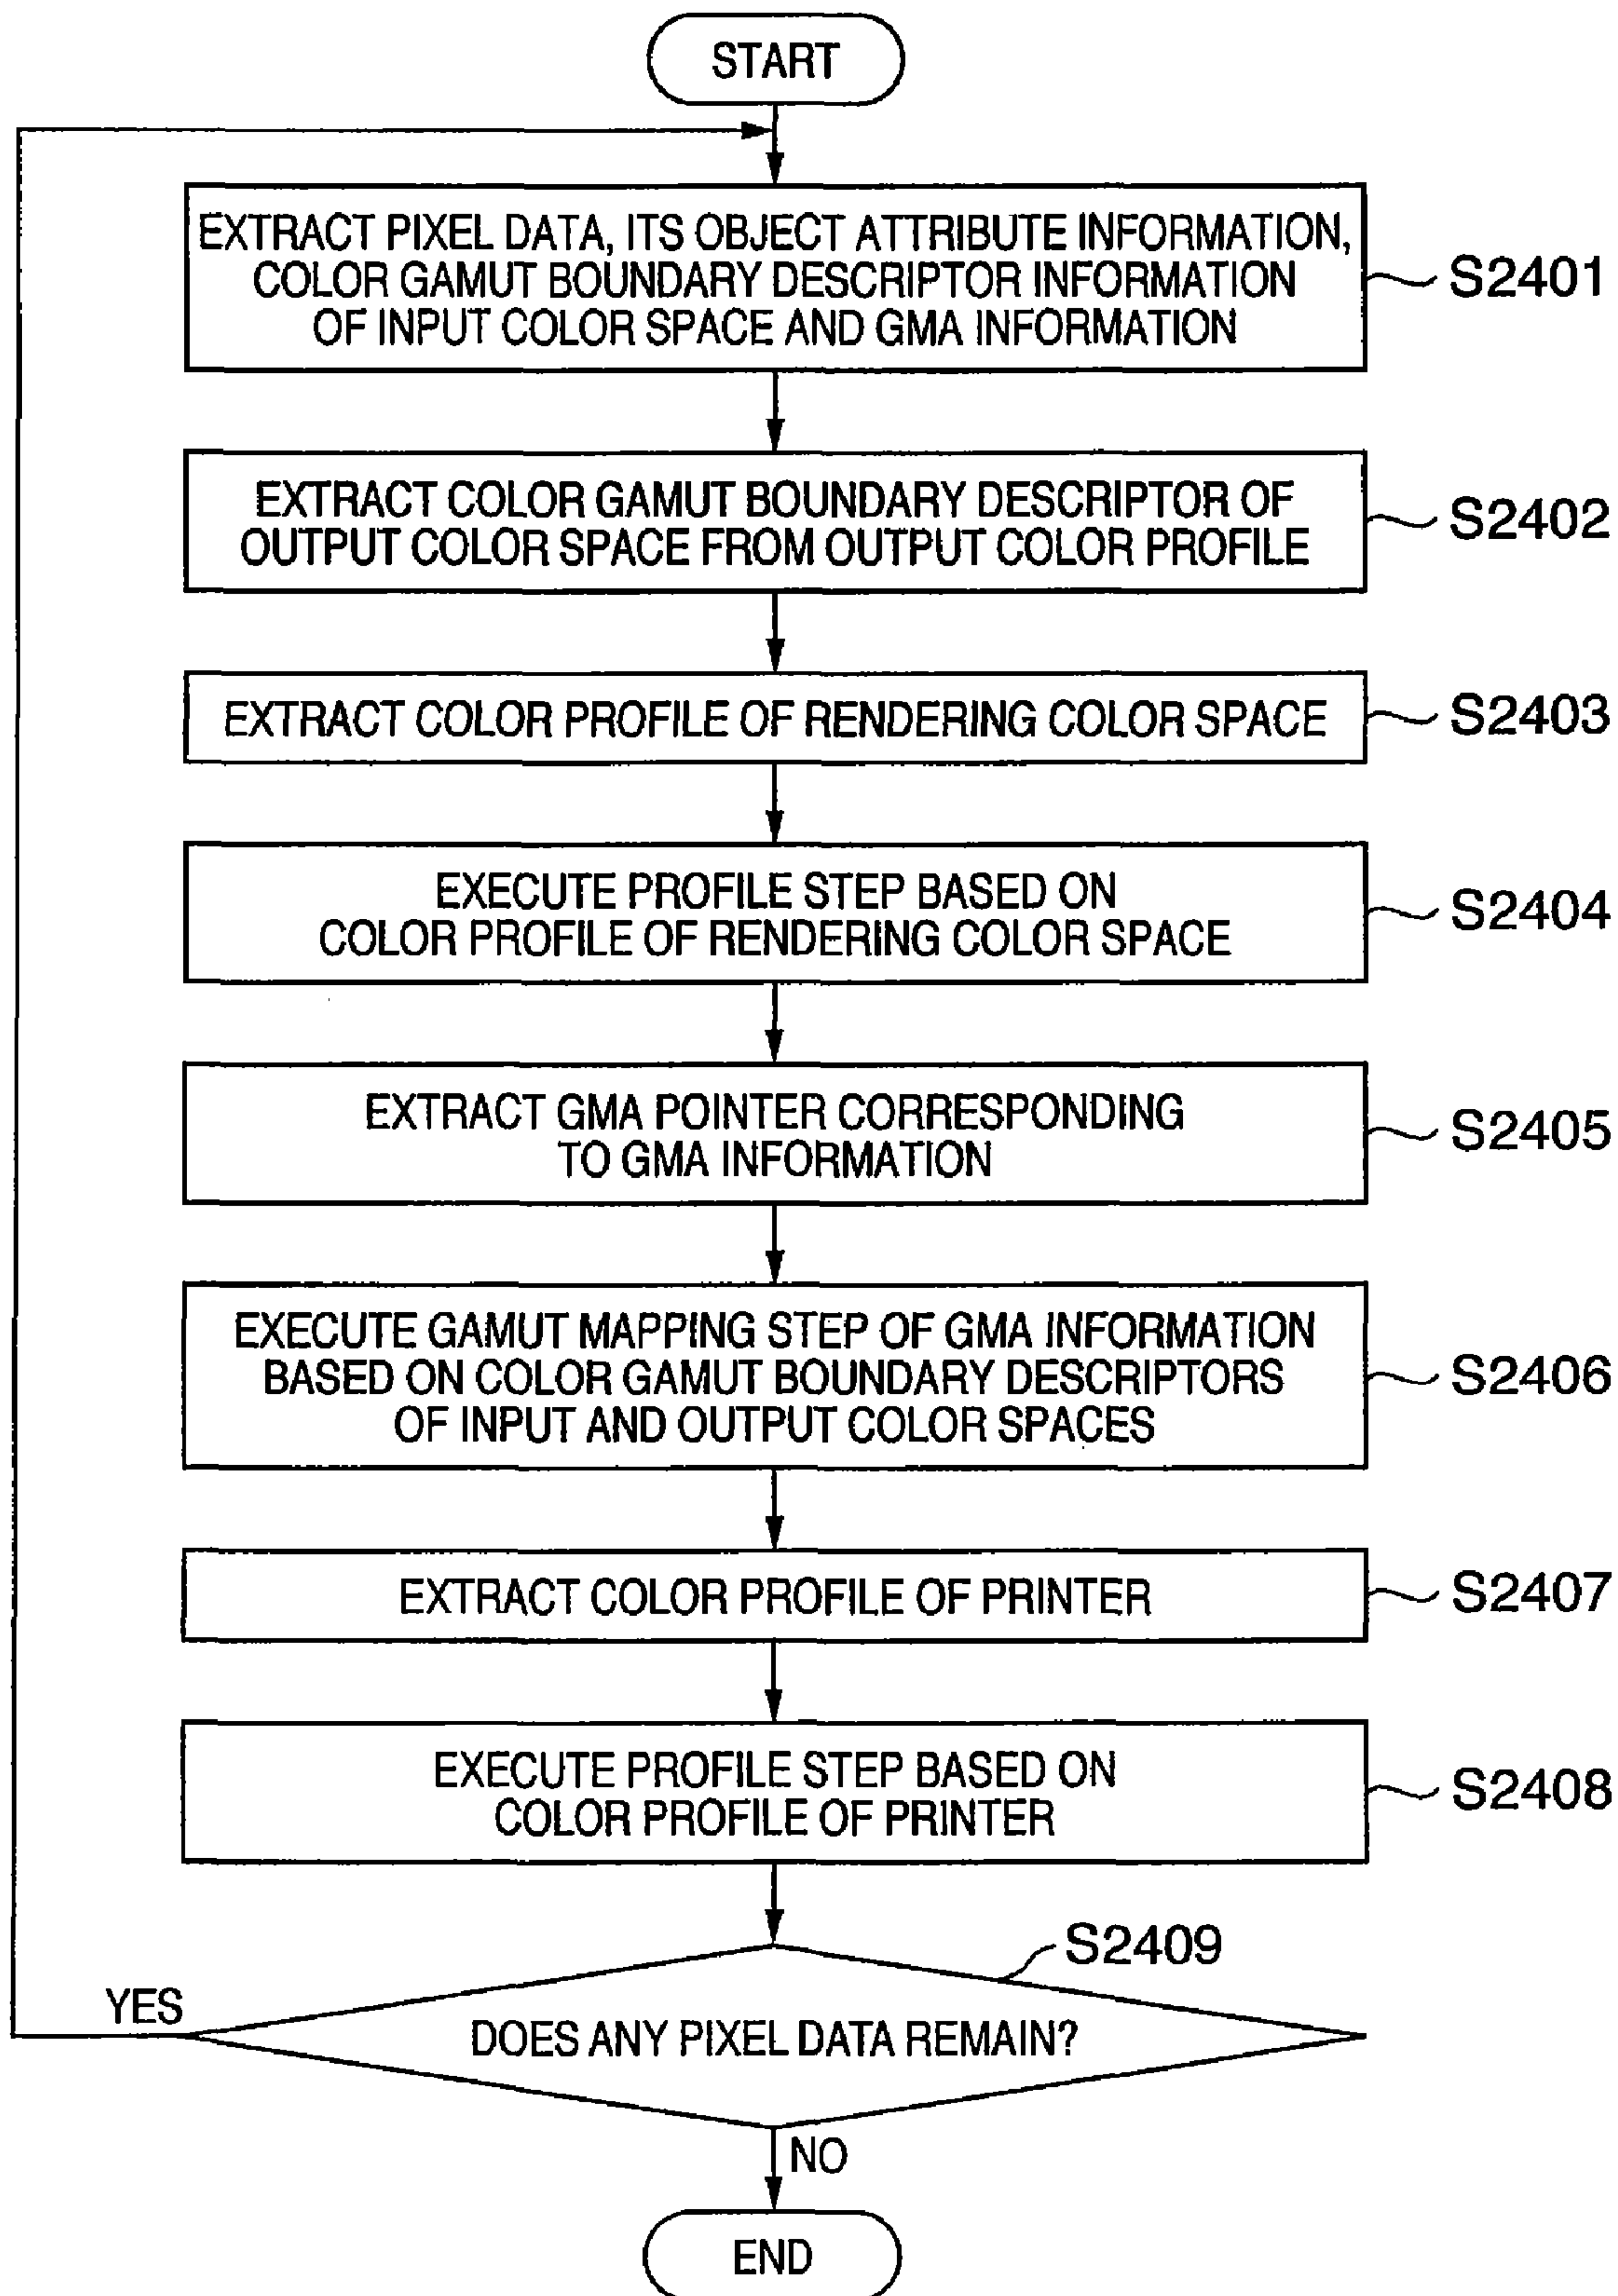 START
EXTRACT PIXEL DATA, ITS OBJECT ATTRIBUTE INFORMATION,
COLOR GAMUT BOUNDARY DESCRIPTOR INFORMATION
OF INPUT COLOR SPACE AND GMA INFORMATION
S2401
EXTRACT COLOR GAMUT BOUNDARY DESCRIPTOR OF
OUTPUT COLOR SPACE FROM OUTPUT COLOR PROFILE
S2402
EXTRACT COLOR PROFILE OF RENDERING COLOR SPACE
S2403
EXECUTE PROFILE STEP BASED ON
COLOR PROFILE OF RENDERING COLOR SPACE
S2404
EXTRACT GMA POINTER CORRESPONDING
TO GMA INFORMATION
S2405
EXECUTE GAMUT MAPPING STEP OF GMA INFORMATION
BASED ON COLOR GAMUT BOUNDARY DESCRIPTORS
OF INPUT AND OUTPUT COLOR SPACES
S2406
EXTRACT COLOR PROFILE OF PRINTER
S2407
EXECUTE PROFILE STEP BASED ON
COLOR PROFILE OF PRINTER
S2408
S2409
YES
DOES ANY PIXEL DATA REMAIN?
NO
END